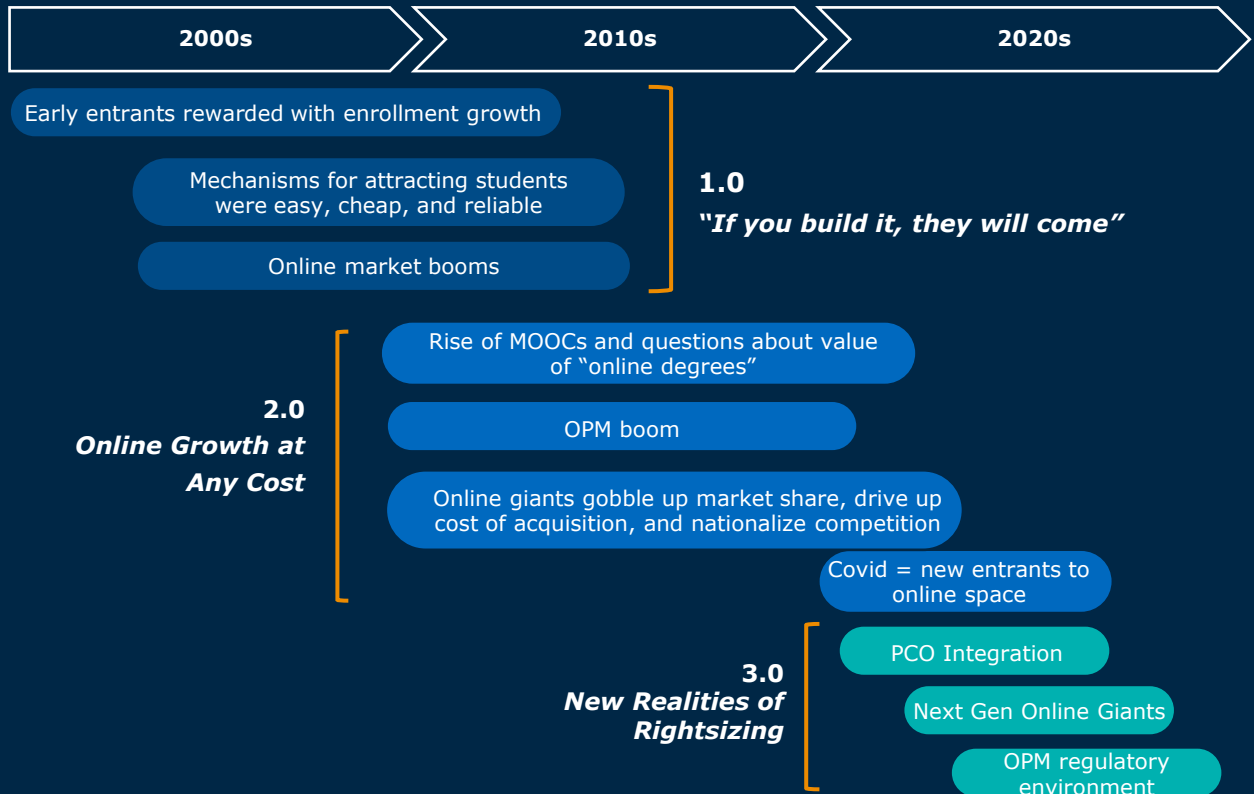 2000s
2010s
2020s
Early entrants rewarded with enrollment growth
Mechanisms for attracting students
were easy, cheap, and reliable
Online market booms
1.0
“If you build it, they will come”
Rise of MOOCs and questions about value
of “online degrees”
OPM boom
Online giants gobble up market share, drive up
cost of acquisition, and nationalize competition
Covid = new entrants to
online space
2.0
Online Growth at
Any Cost
PCO Integration
Next Gen Online Giants
OPM regulatory
environment
3.0
New Realities of
Rightsizing